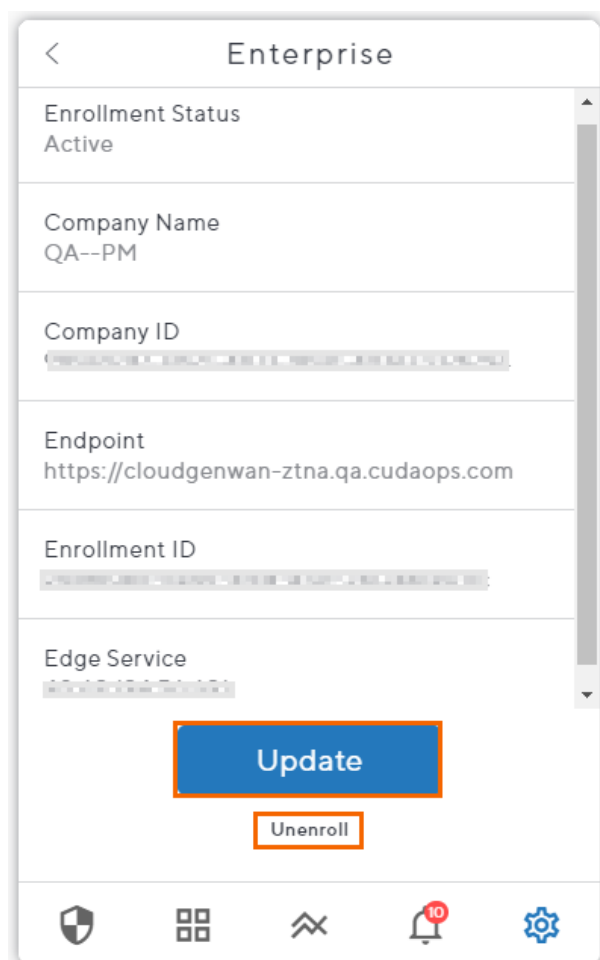 Enterprise
Enrollment Status
Active
Company Name
QA--PM
Company ID
Endpoint
https://cloudgenwan-ztna.qa.cudaops.com
Enrollment ID
Edge Service
Update
Unenroll
10